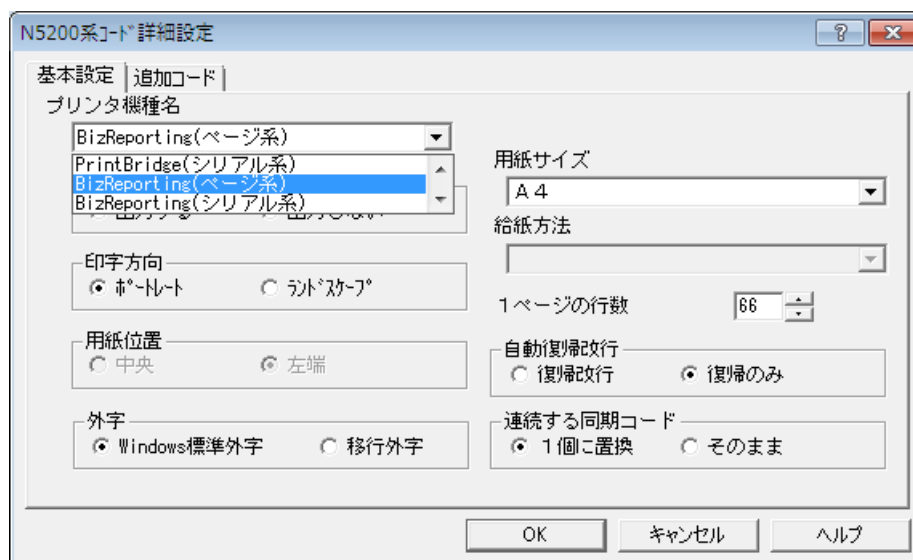 N5200系ｺｰﾄﾞ詳細設定
基本設定
追加コード
プリンタ機種名
BizReporting(ページ系)
PrintBridge(シリアル系)
BizReporting(ページ系)
BizReporting(シリアル系)
印字方向
ﾎﾟｰﾄﾚｰﾄ
ﾗﾝﾄﾞｽｹｰﾌﾟ
用紙位置
中央
左端
外字
Windows標準外字
移行外字
用紙サイズ
Ａ４
給紙方法
１ページの行数
66
自動復帰改行
復帰改行
復帰のみ
連続する同期コード
１個に置換
そのまま
OK
キャンセル
ヘルプ